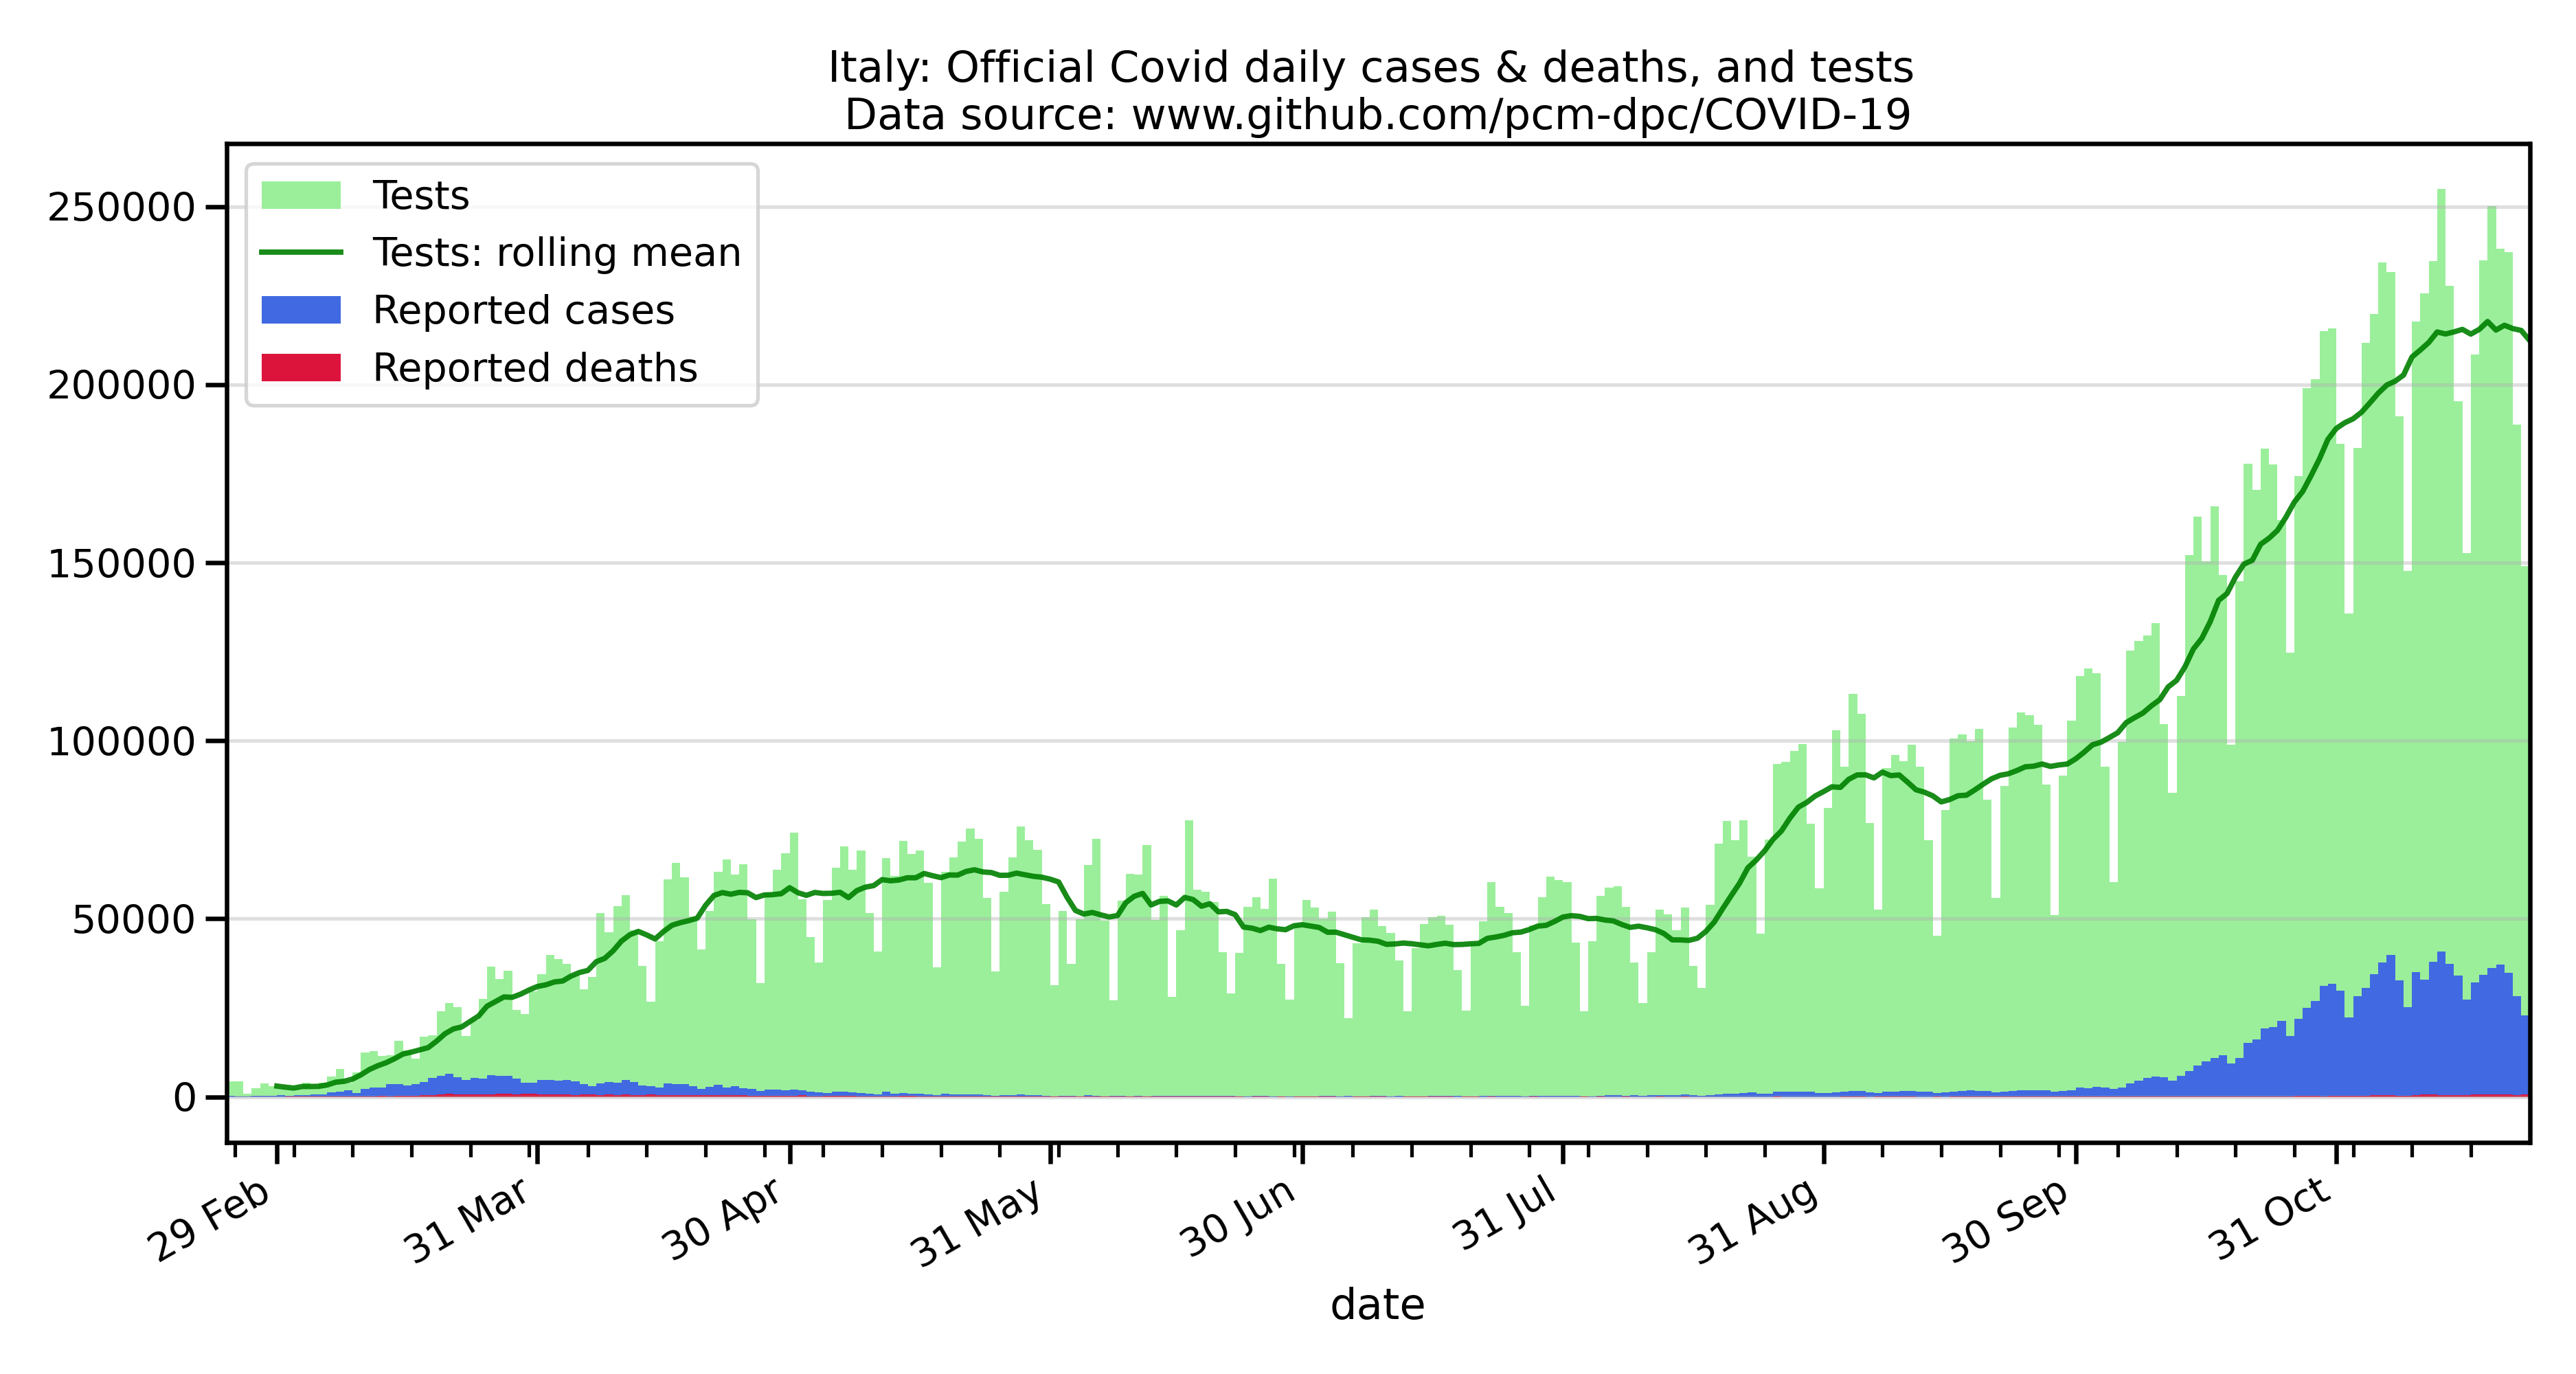 Italy: Official Covid daily cases & deaths, and tests
Data source: www.github.com/pcm-dpc/COVID-19
Tests
Tests: rolling mean
Reported cases
Reported deaths
250000
200000
150000
100000
50000
0
29 Feb
31 Mar
30 Apr
31 May
30 Jun
31 Jul
31 Aug
30 Sep
31 Oct
date